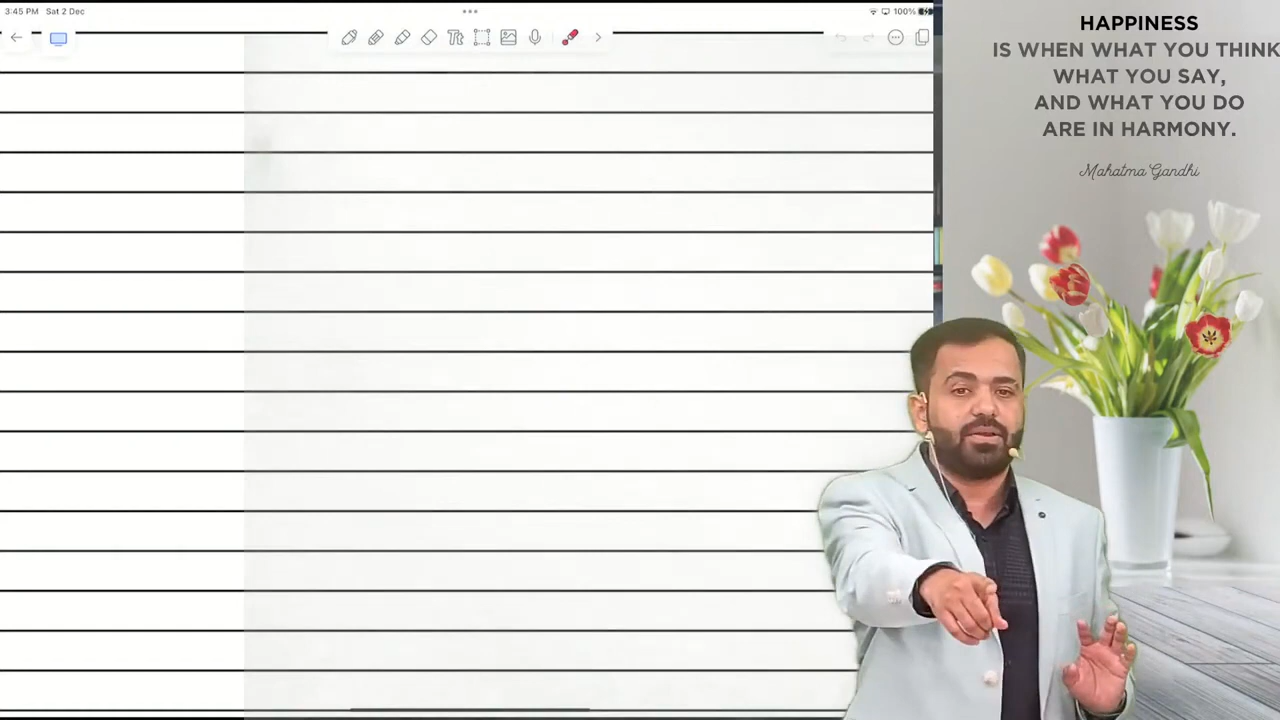 3:45 PM Sat 2 Dec
100%
HAPPINESS
IS WHEN WHAT YOU THINK
WHAT YOU SAY,
AND WHAT YOU DO
ARE IN HARMONY.
Mahatma Gandhi